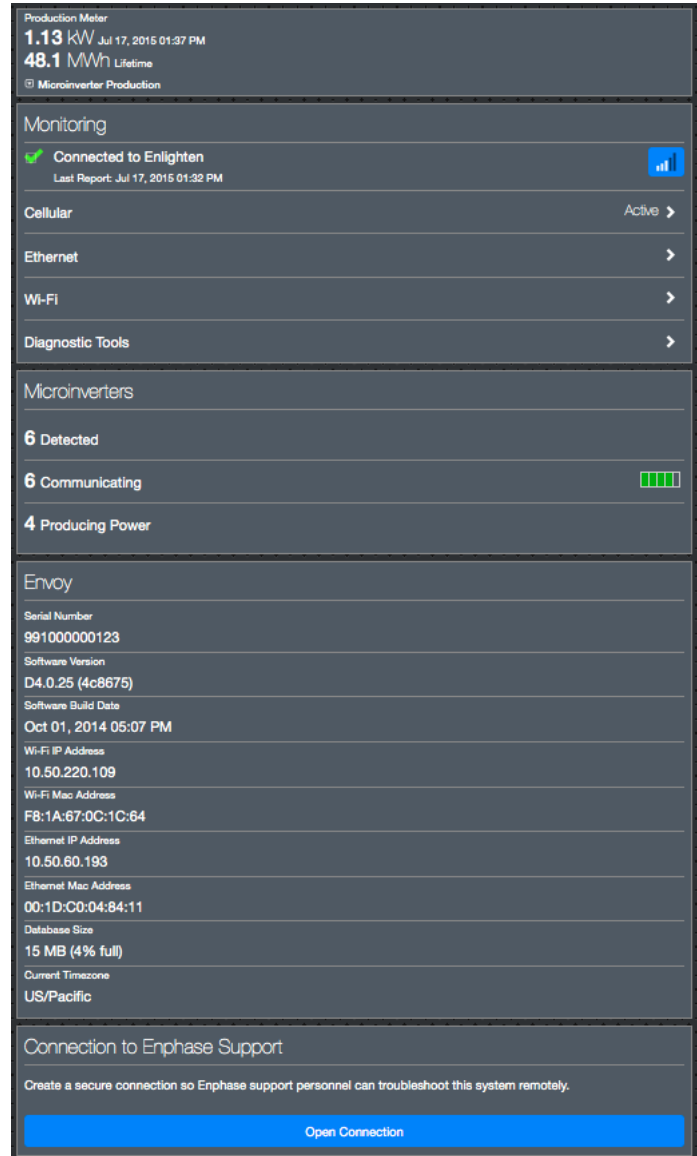 Production Meter
1.13 kW Jul 17, 2015 01:37 PM
48.1 MWh Lifetime
Microinverter Production
Monitoring
Connected to Enlighten
Last Report: Jul 17, 2015 01:32 PM
Cellular Active
Ethernet
Wi-Fi
Diagnostic Tools
Microinverters
6 Detected
6 Communicating
4 Producing Power
Envoy
Serial Number
991000000123
Software Version
D4.0.25 (4c8675)
Software Build Date
Oct 01, 2014 05:07 PM
Wi-Fi IP Address
10.50.220.109
Wi-Fi Mac Address
F8:1A:67:0C:1C:64
Ethernet IP Address
10.50.60.193
Ethernet Mac Address
00:1D:C0:04:84:11
Database Size
15 MB (4% full)
Current Timezone
US/Pacific
Connection to Enphase Support
Create a secure connection so Enphase support personnel can troubleshoot this system remotely.
Open Connection